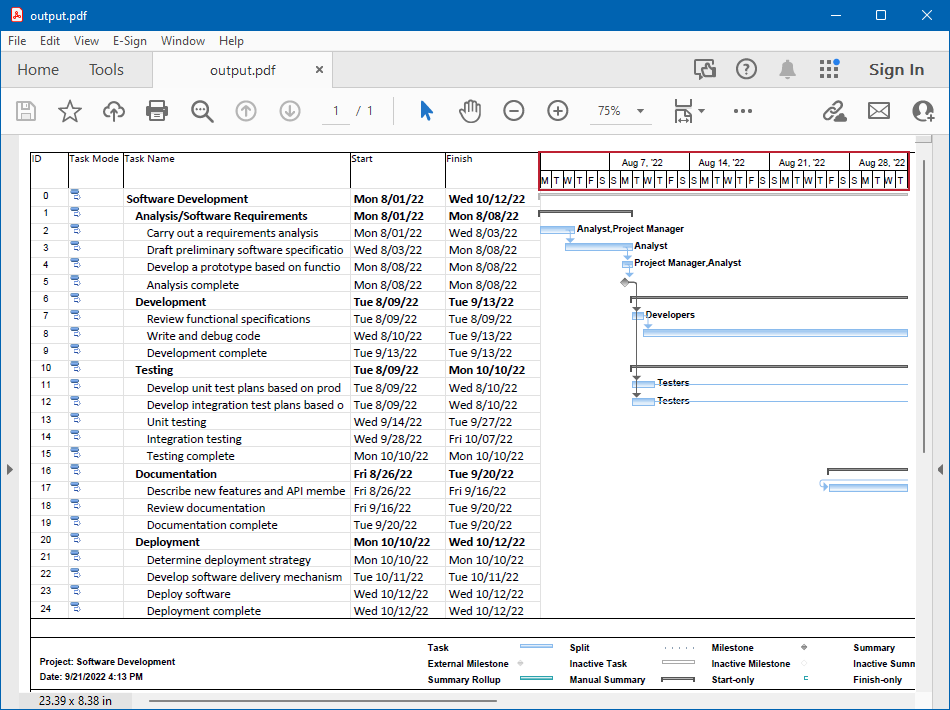 output.pdf
File Edit View E-Sign Window Help
Home Tools output.pdf × Sign In
1 / 1 75%
ID Task Mode Task Name Start Finish Aug 7, '22 Aug 14, '22 Aug 21, '22 Aug 28, '22
M T W T F S S M T W T F S S M T W T F S S M T W T F S S M T W T
0 Software Development Mon 8/01/22 Wed 10/12/22
1 Analysis/Software Requirements Mon 8/01/22 Mon 8/08/22
2 Carry out a requirements analysis Mon 8/01/22 Wed 8/03/22 Analyst,Project Manager
3 Draft preliminary software specificatio Wed 8/03/22 Mon 8/08/22 Analyst
4 Develop a prototype based on functio Mon 8/08/22 Mon 8/08/22 Project Manager,Analyst
5 Analysis complete Mon 8/08/22 Mon 8/08/22
6 Development Tue 8/09/22 Tue 9/13/22
7 Review functional specifications Tue 8/09/22 Tue 8/09/22 Developers
8 Write and debug code Wed 8/10/22 Tue 9/13/22
9 Development complete Tue 9/13/22 Tue 9/13/22
10 Testing Tue 8/09/22 Mon 10/10/22
11 Develop unit test plans based on prod Tue 8/09/22 Wed 8/10/22 Testers
12 Develop integration test plans based o Tue 8/09/22 Wed 8/10/22 Testers
13 Unit testing Wed 9/14/22 Tue 9/27/22
14 Integration testing Wed 9/28/22 Fri 10/07/22
15 Testing complete Mon 10/10/22 Mon 10/10/22
16 Documentation Fri 8/26/22 Tue 9/20/22
17 Describe new features and API membe Fri 8/26/22 Fri 9/16/22
18 Review documentation Fri 9/16/22 Tue 9/20/22
19 Documentation complete Tue 9/20/22 Tue 9/20/22
20 Deployment Mon 10/10/22 Wed 10/12/22
21 Determine deployment strategy Mon 10/10/22 Mon 10/10/22
22 Develop software delivery mechanism Tue 10/11/22 Tue 10/11/22
23 Deploy software Wed 10/12/22 Wed 10/12/22
24 Deployment complete Wed 10/12/22 Wed 10/12/22
Task Split Milestone Summary
Project: Software Development External Milestone Inactive Task Inactive Milestone Inactive Summ
Date: 9/21/2022 4:13 PM Summary Rollup Manual Summary Start-only Finish-only
23.39 x 8.38 in